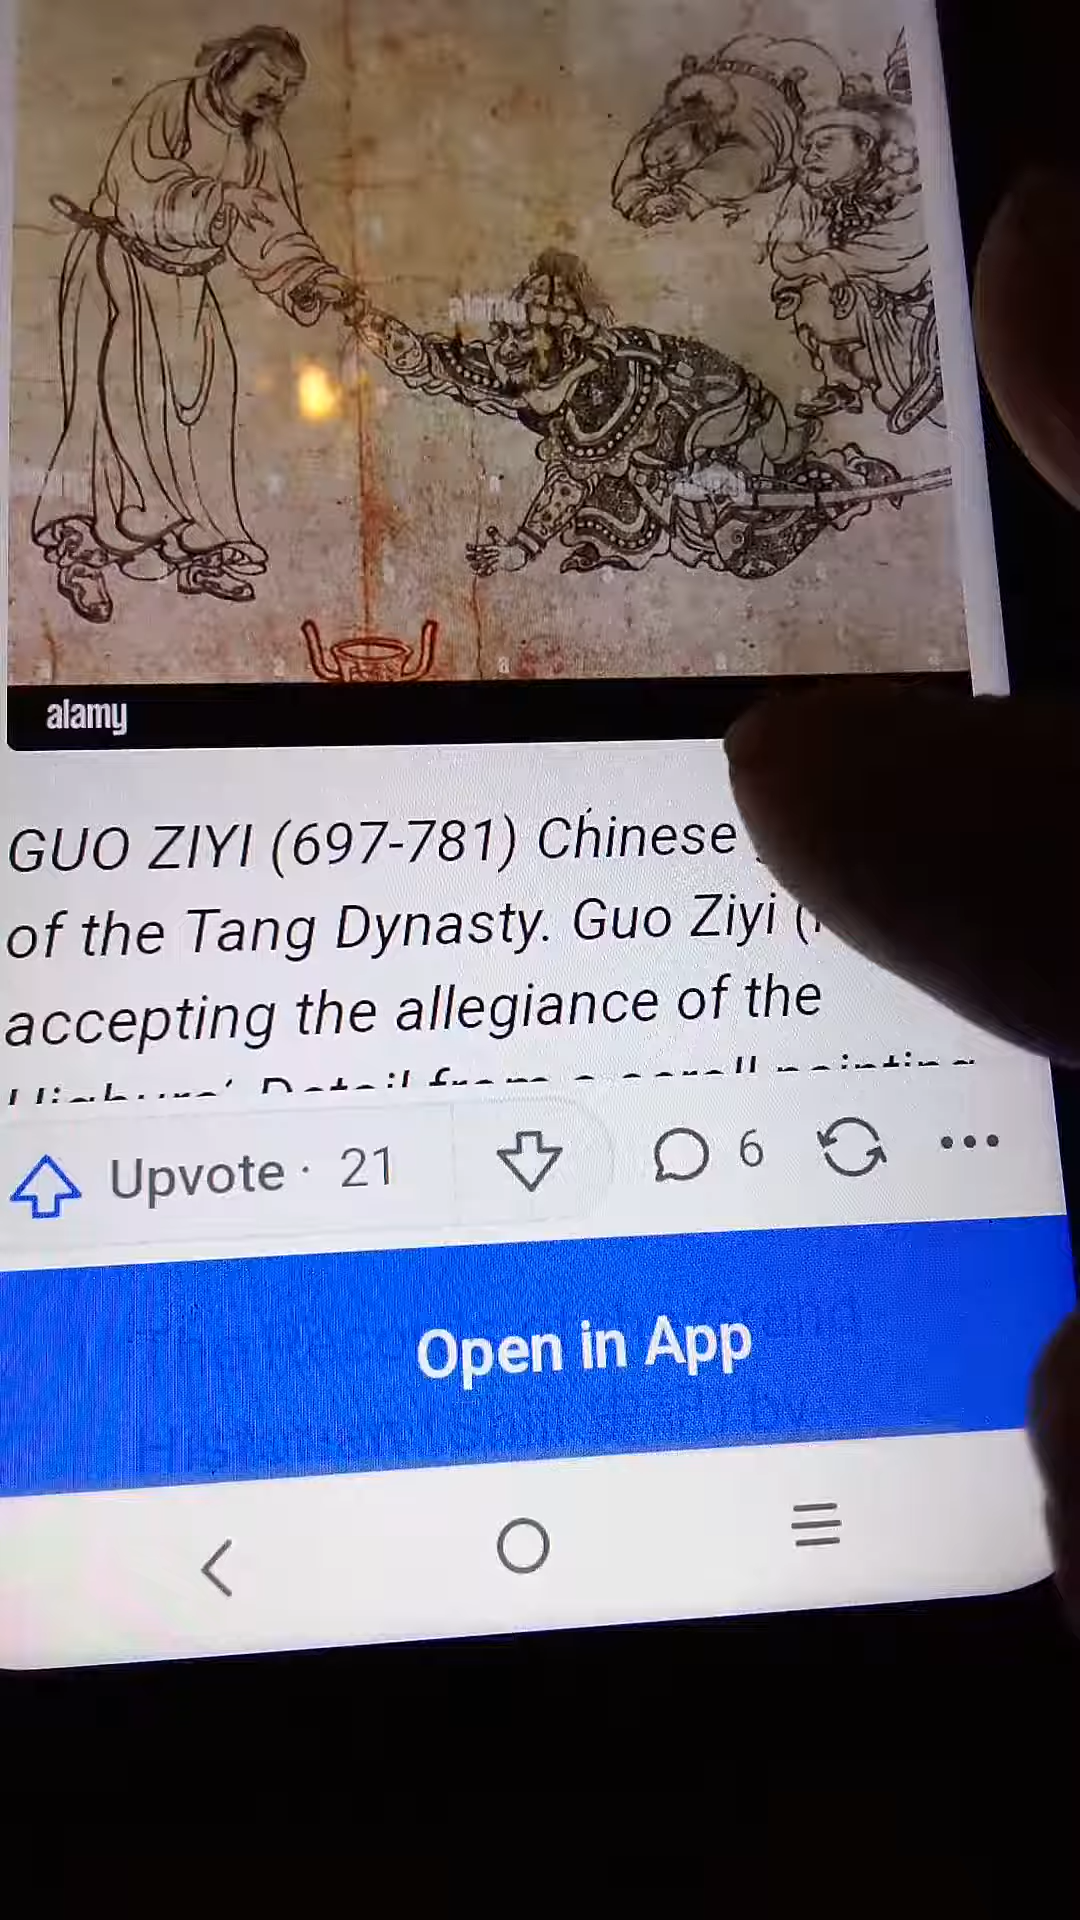 alamy
alamy
GUO ZIYI (697-781) Chinese
of the Tang Dynasty. Guo Ziyi (
accepting the allegiance of the
Upvote · 21
6
Open in App